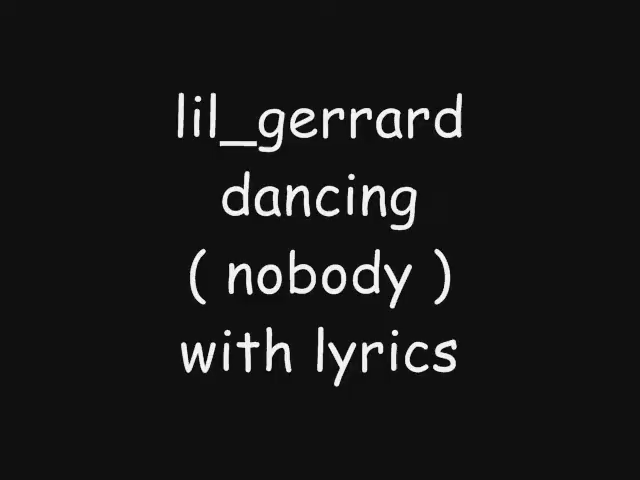 lil_gerrard
dancing
( nobody )
with lyrics